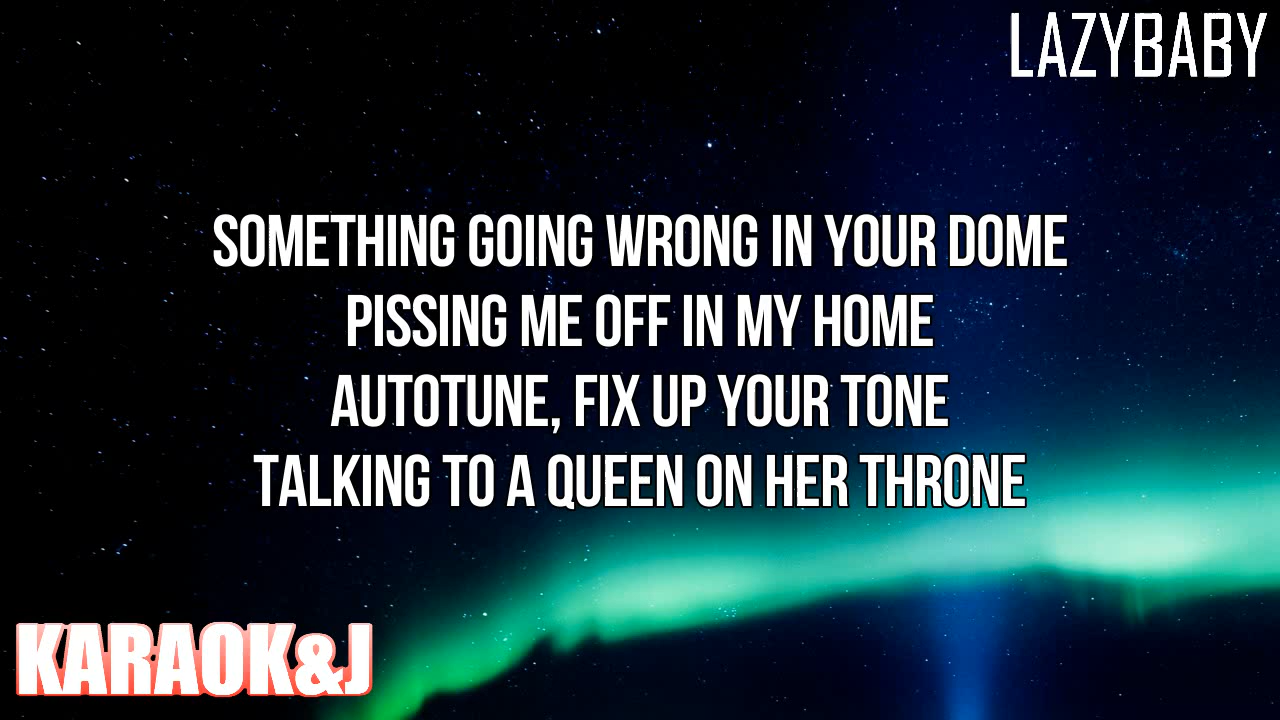 LAZYBABY
SOMETHING GOING WRONG IN YOUR DOME
PISSING ME OFF IN MY HOME
AUTOTUNE, FIX UP YOUR TONE
TALKING TO A QUEEN ON HER THRONE
KARAOK&J